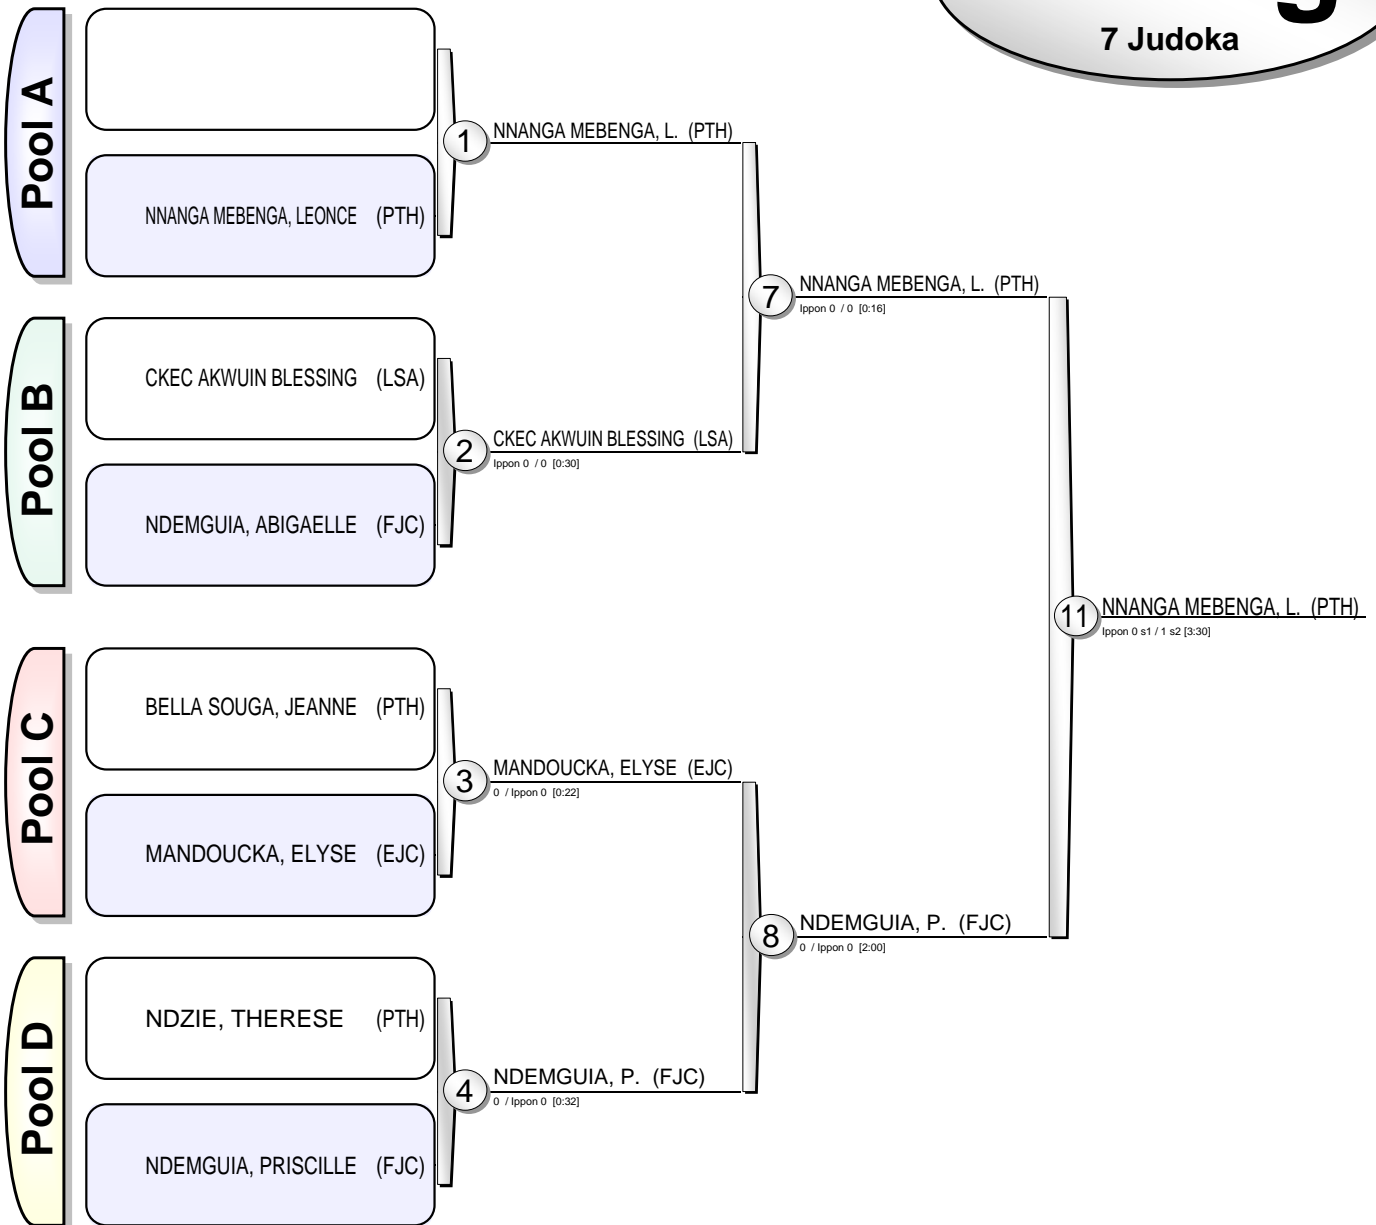 7 Judoka
Pool A
NNANGA MEBENGA, LEONCE (PTH)
1 NNANGA MEBENGA, L. (PTH)
Pool B
CKEC AKWUIN BLESSING (LSA)
NDEMGUIA, ABIGAELLE (FJC)
2 CKEC AKWUIN BLESSING (LSA)
Ippon 0 / 0 [0:30]
7 NNANGA MEBENGA, L. (PTH)
Ippon 0 / 0 [0:16]
Pool C
BELLA SOUGA, JEANNE (PTH)
MANDOUCKA, ELYSE (EJC)
3 MANDOUCKA, ELYSE (EJC)
0 / Ippon 0 [0:22]
Pool D
NDZIE, THERESE (PTH)
NDEMGUIA, PRISCILLE (FJC)
4 NDEMGUIA, P. (FJC)
0 / Ippon 0 [0:32]
8 NDEMGUIA, P. (FJC)
0 / Ippon 0 [2:00]
11 NNANGA MEBENGA, L. (PTH)
Ippon 0 s1 / 1 s2 [3:30]